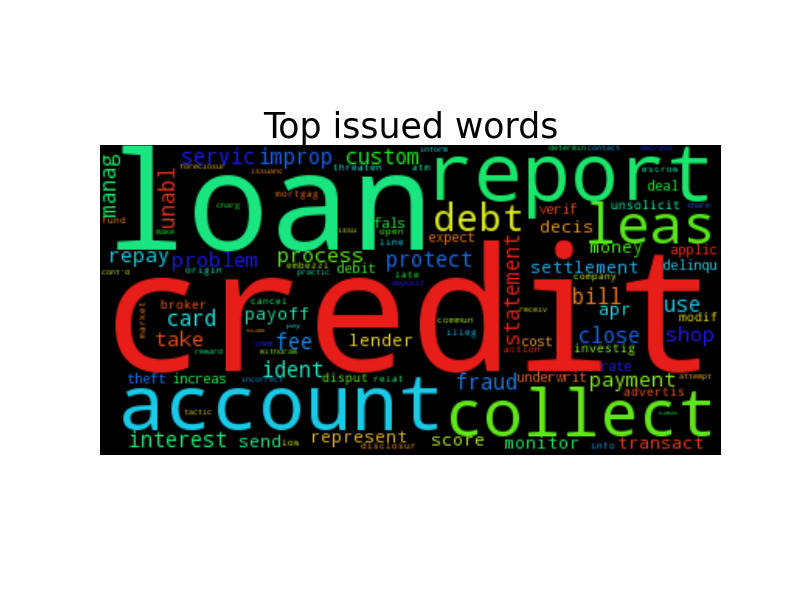 Top issued words
inform
determin contact
decreas
manag
servic improp custom
loan
report
foreclosur
issuanc
threaten
atm
escrow
unabl
mortgag
deal
fund
fals
debt
verif
unsolicit
share
make
issu
open
decis
leas
line
expect
money
applic
repay problem process
protect
statement
settlement
delinqu
cont'd
origin
embezzl
practic
debit
late
deposit
company
credit
market
broker
cancel
card
payoff
commun
receiv
bill
apr
use
modif
take
fee
lender
illeg
cost
close
shop
reward
withdraw
action
investig
ident
rate
theft increas
incorrect
disput relat
fraud
underwrit
payment
attempt
advertis
account
collect
tactic
interest send
represent
disclosur
score
monitor
info
transact